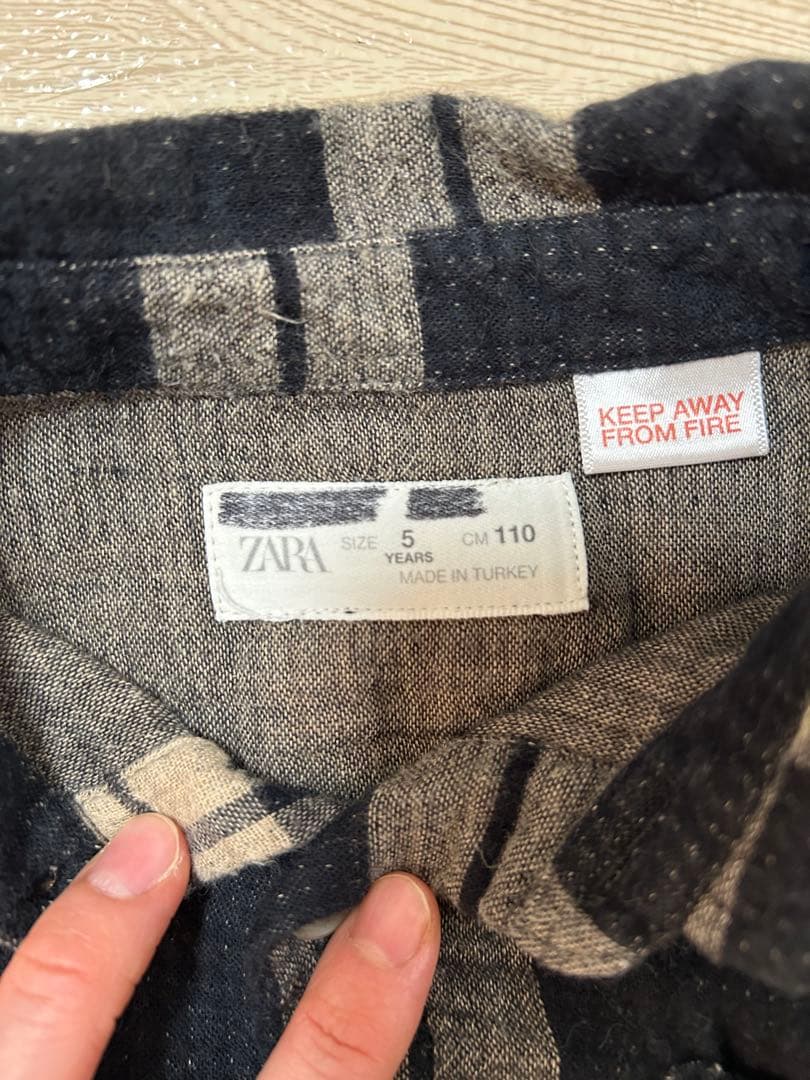 KEEP AWAY
FROM FIRE
ZARA SIZE 5 CM 110
YEARS
MADE IN TURKEY